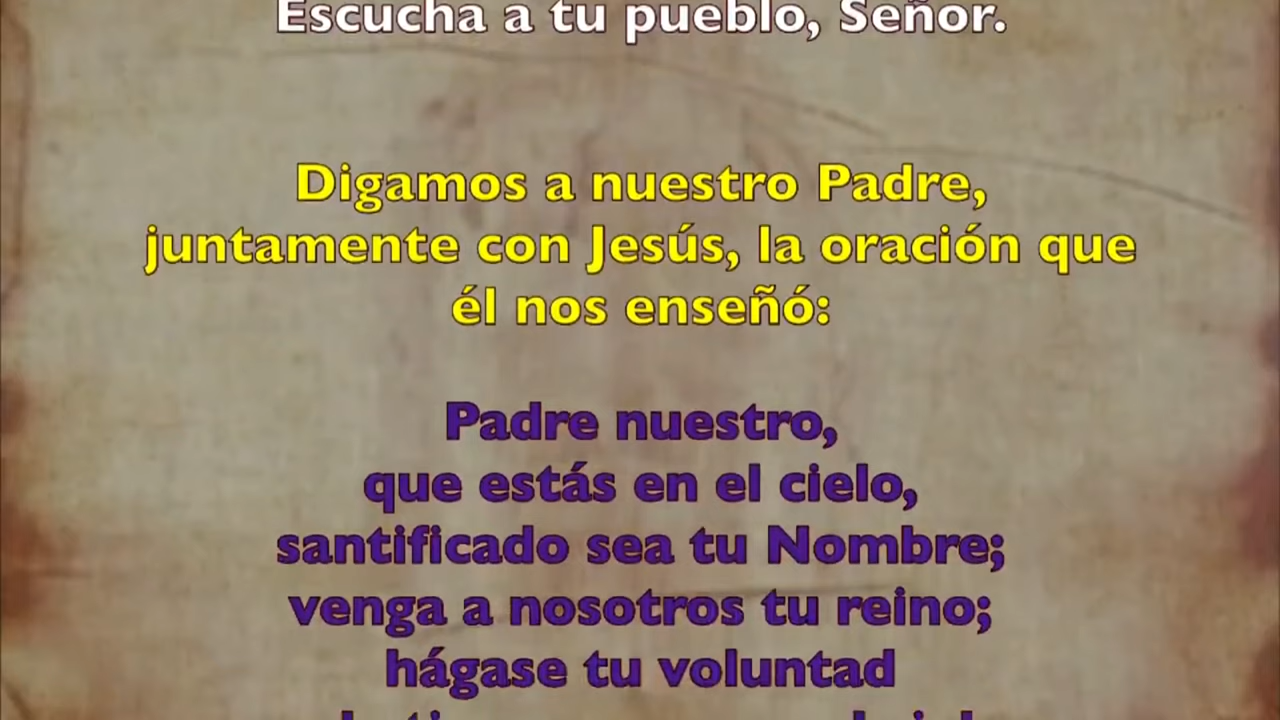 Escucha a tu pueblo, Señor.
Digamos a nuestro Padre,
juntamente con Jesús, la oración que
él nos enseñó:
Padre nuestro,
que estás en el cielo,
santificado sea tu Nombre;
venga a nosotros tu reino;
hágase tu voluntad